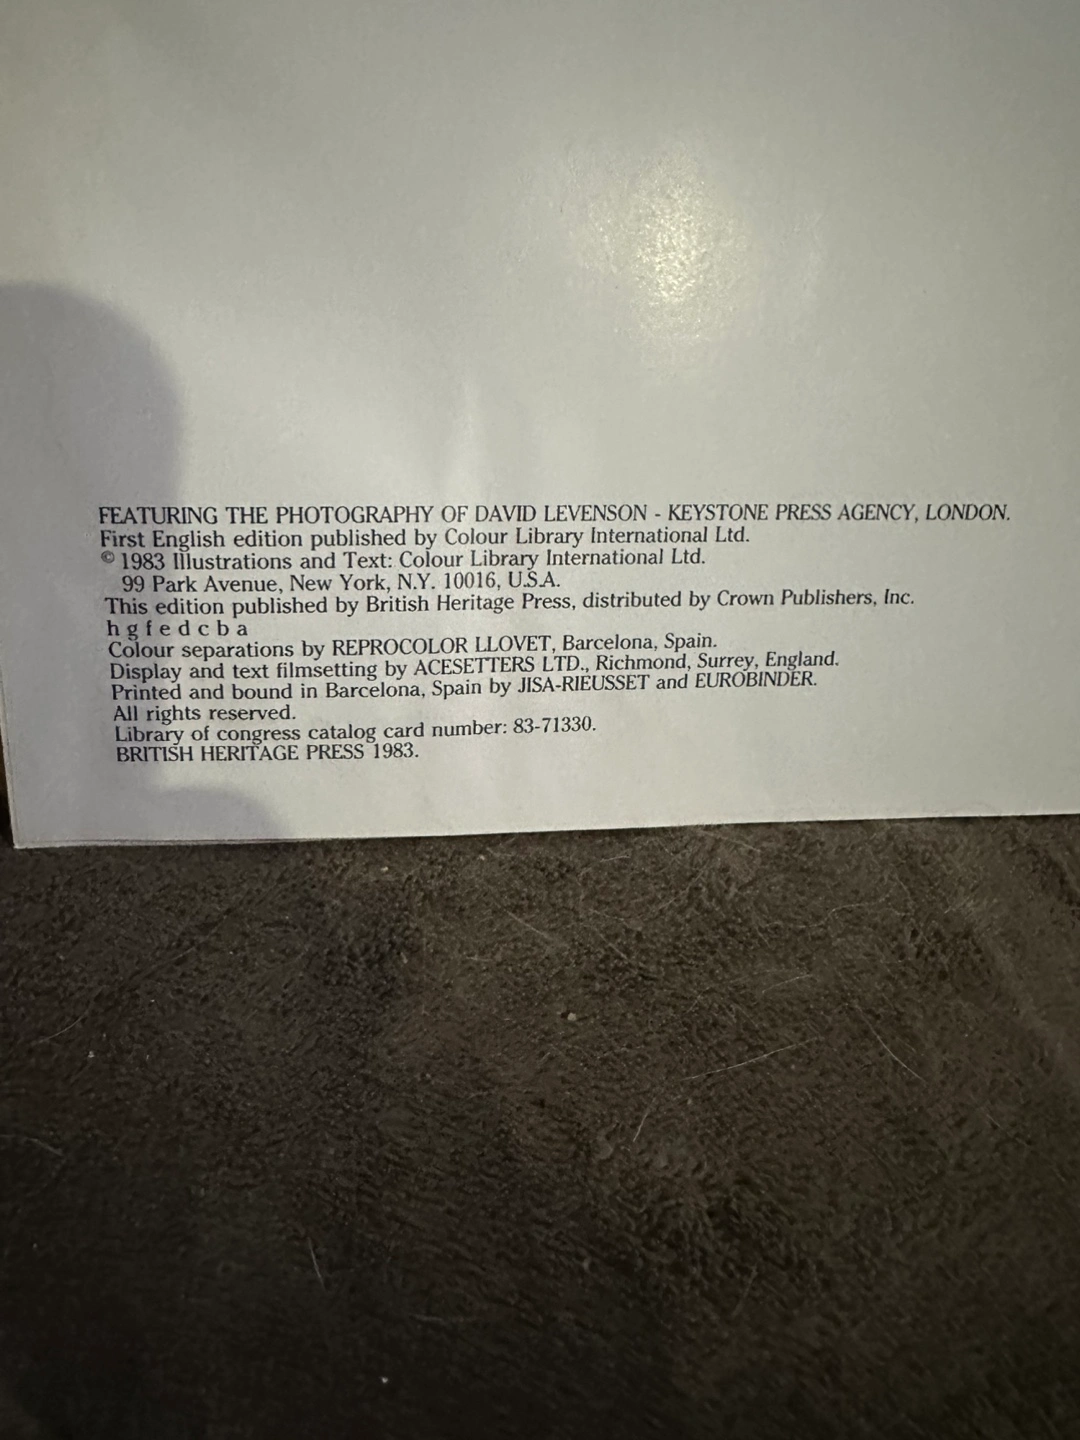 FEATURING THE PHOTOGRAPHY OF DAVID LEVENSON - KEYSTONE PRESS AGENCY, LONDON.
First English edition published by Colour Library International Ltd.
© 1983 Illustrations and Text: Colour Library International Ltd.
99 Park Avenue, New York, N.Y. 10016, U.S.A.
This edition published by British Heritage Press, distributed by Crown Publishers, Inc.
h g f e d c b a
Colour separations by REPROCOLOR LLOVET, Barcelona, Spain.
Display and text filmsetting by ACESETTERS LTD., Richmond, Surrey, England.
Printed and bound in Barcelona, Spain by JISA-RIEUSSET and EUROBINDER.
All rights reserved.
Library of congress catalog card number: 83-71330.
BRITISH HERITAGE PRESS 1983.